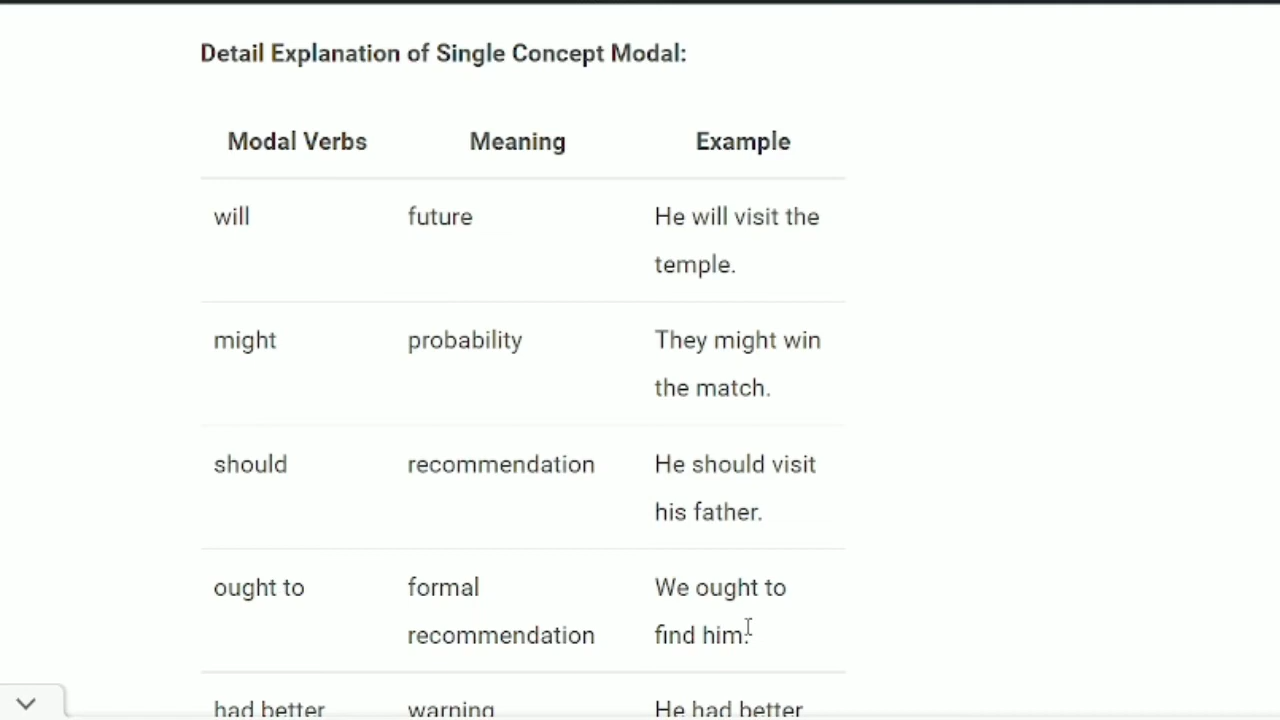 Detail Explanation of Single Concept Modal:
Modal Verbs Meaning Example
will future He will visit the
temple.
might probability They might win
the match.
should recommendation He should visit
his father.
ought to formal We ought to
recommendation find him.
had better warning He had better